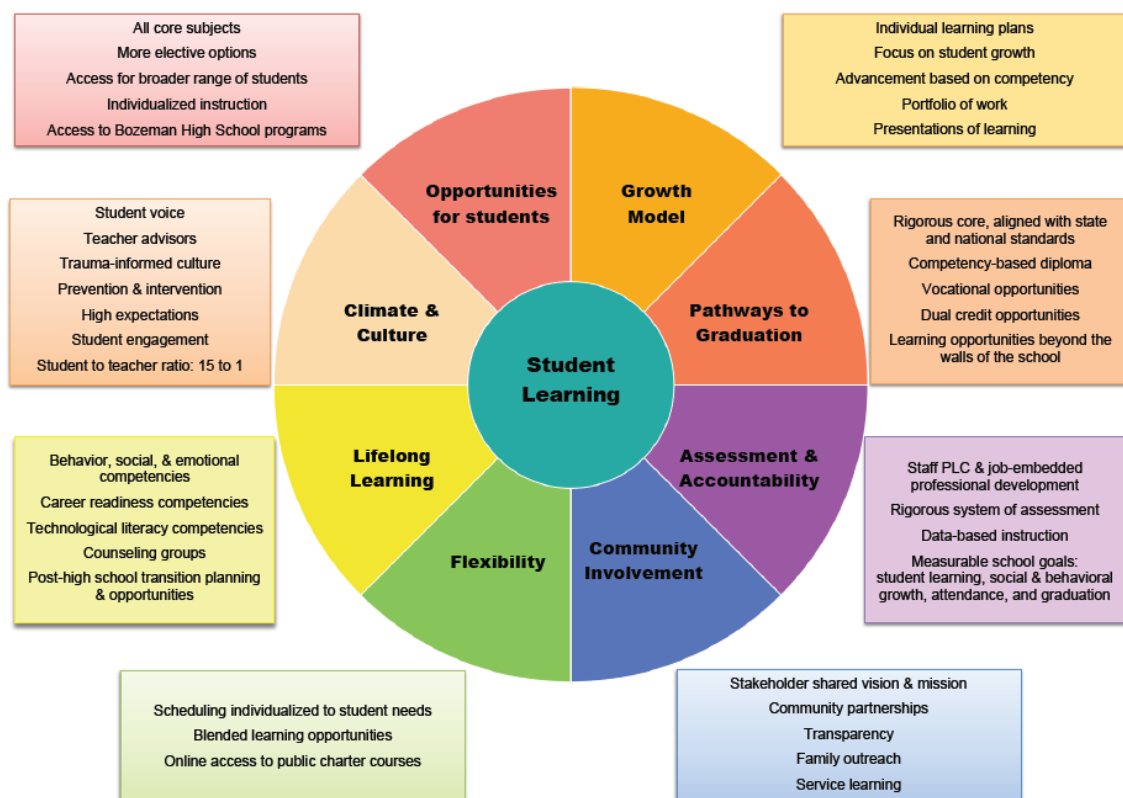 All core subjects
More elective options
Access for broader range of students
Individualized instruction
Access to Bozeman High School programs
Individual learning plans
Focus on student growth
Advancement based on competency
Portfolio of work
Presentations of learning
Opportunities
for students
Growth
Model
Student voice
Teacher advisors
Trauma-informed culture
Prevention & intervention
High expectations
Student engagement
Student to teacher ratio: 15 to 1
Climate &
Culture
Pathways to
Graduation
Rigorous core, aligned with state
and national standards
Competency-based diploma
Vocational opportunities
Dual credit opportunities
Learning opportunities beyond the
walls of the school
Student
Learning
Behavior, social, & emotional
competencies
Career readiness competencies
Technological literacy competencies
Counseling groups
Post-high school transition planning
& opportunities
Lifelong
Learning
Assessment &
Accountability
Staff PLC & job-embedded
professional development
Rigorous system of assessment
Data-based instruction
Measurable school goals:
student learning, social & behavioral
growth, attendance, and graduation
Flexibility
Community
Involvement
Scheduling individualized to student needs
Blended learning opportunities
Online access to public charter courses
Stakeholder shared vision & mission
Community partnerships
Transparency
Family outreach
Service learning